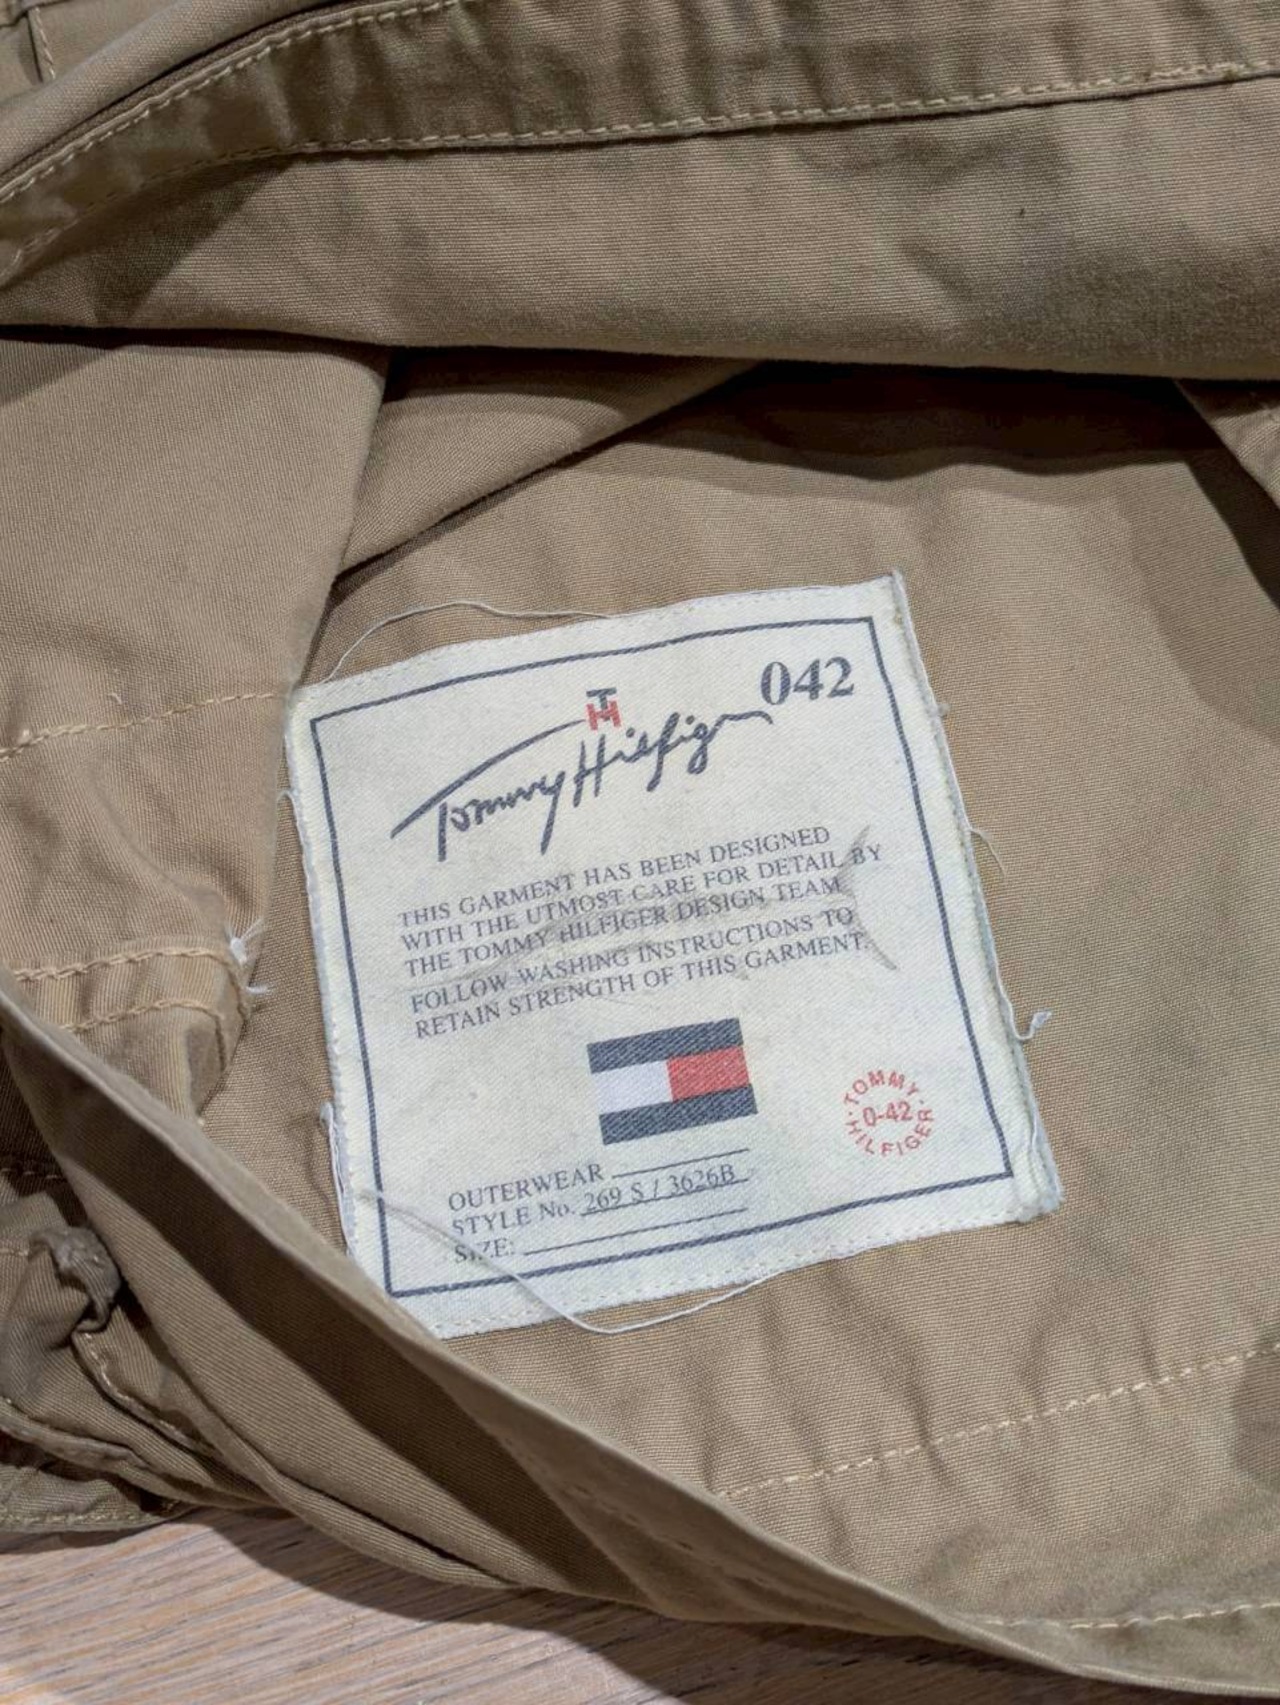 042
TH
Tommy Hilfiger
THIS GARMENT HAS BEEN DESIGNED
WITH THE UTMOST CARE FOR DETAIL BY
THE TOMMY HILFIGER DESIGN TEAM
FOLLOW WASHING INSTRUCTIONS TO
RETAIN STRENGTH OF THIS GARMENT.
·TOMMY·
0-42
HILFIGER
OUTERWEAR
STYLE No. 269 S / 3626B
SIZE: